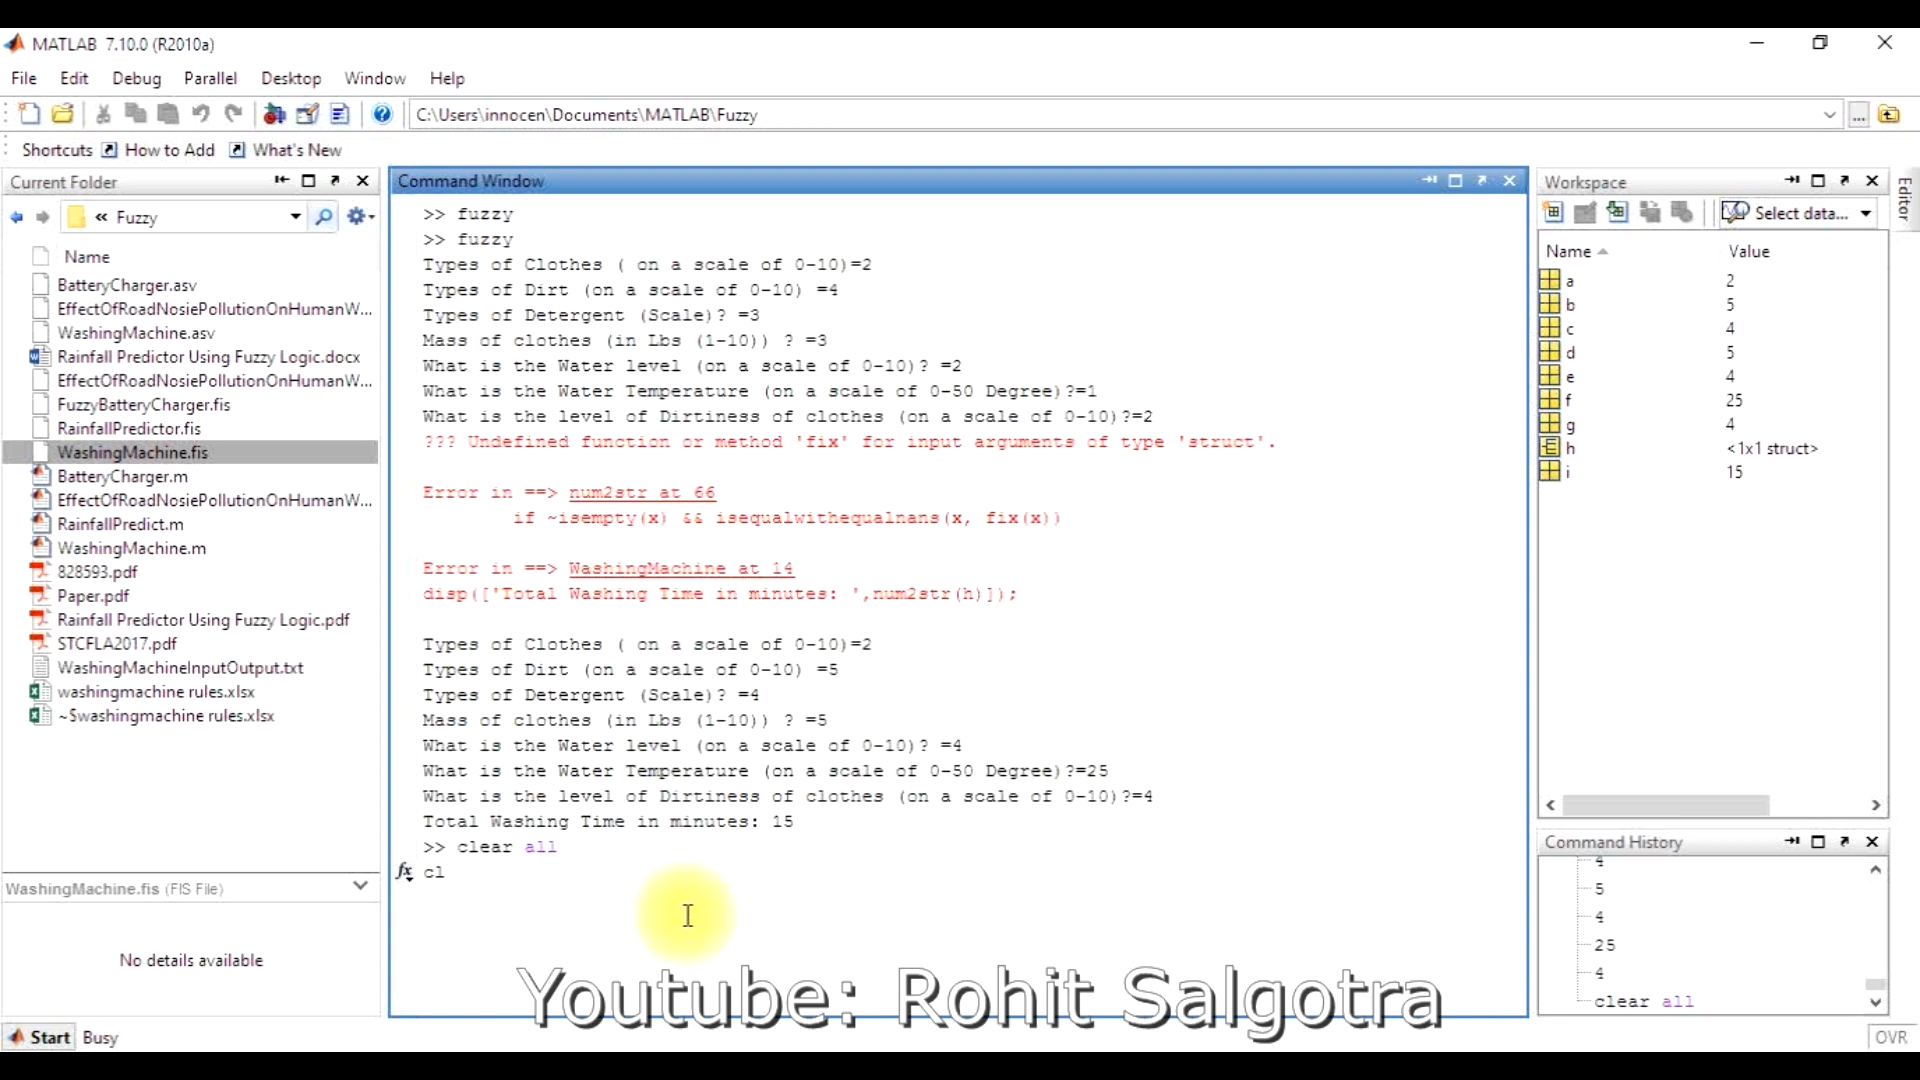 MATLAB 7.10.0 (R2010a)
File Edit Debug Parallel Desktop Window Help
C:\Users\innocen\Documents\MATLAB\Fuzzy
Shortcuts How to Add What's New
Current Folder
« Fuzzy
Name
BatteryCharger.asv
EffectOfRoadNosiePollutionOnHumanW...
WashingMachine.asv
Rainfall Predictor Using Fuzzy Logic.docx
EffectOfRoadNosiePollutionOnHumanW...
FuzzyBatteryCharger.fis
RainfallPredictor.fis
WashingMachine.fis
BatteryCharger.m
EffectOfRoadNosiePollutionOnHumanW...
RainfallPredict.m
WashingMachine.m
828593.pdf
Paper.pdf
Rainfall Predictor Using Fuzzy Logic.pdf
STCFLA2017.pdf
WashingMachineInputOutput.txt
washingmachine rules.xlsx
~$washingmachine rules.xlsx
WashingMachine.fis (FIS File)
No details available
Command Window
>> fuzzy
>> fuzzy
Types of Clothes ( on a scale of 0-10)=2
Types of Dirt (on a scale of 0-10) =4
Types of Detergent (Scale)? =3
Mass of clothes (in Lbs (1-10)) ? =3
What is the Water level (on a scale of 0-10)? =2
What is the Water Temperature (on a scale of 0-50 Degree)?=1
What is the level of Dirtiness of clothes (on a scale of 0-10)?=2
??? Undefined function or method 'fix' for input arguments of type 'struct'.
Error in ==> num2str at 66
if ~isempty(x) && isequalwithequalnans(x, fix(x))
Error in ==> WashingMachine at 14
disp(['Total Washing Time in minutes: ',num2str(h)]);
Types of Clothes ( on a scale of 0-10)=2
Types of Dirt (on a scale of 0-10) =5
Types of Detergent (Scale)? =4
Mass of clothes (in Lbs (1-10)) ? =5
What is the Water level (on a scale of 0-10)? =4
What is the Water Temperature (on a scale of 0-50 Degree)?=25
What is the level of Dirtiness of clothes (on a scale of 0-10)?=4
Total Washing Time in minutes: 15
>> clear all
fx cl
Workspace
Select data...
Name Value
a 2
b 5
c 4
d 5
e 4
f 25
g 4
h <1x1 struct>
i 15
Editor
Command History
4
5
4
25
4
clear all
Youtube: Rohit Salgotra
Start Busy
OVR